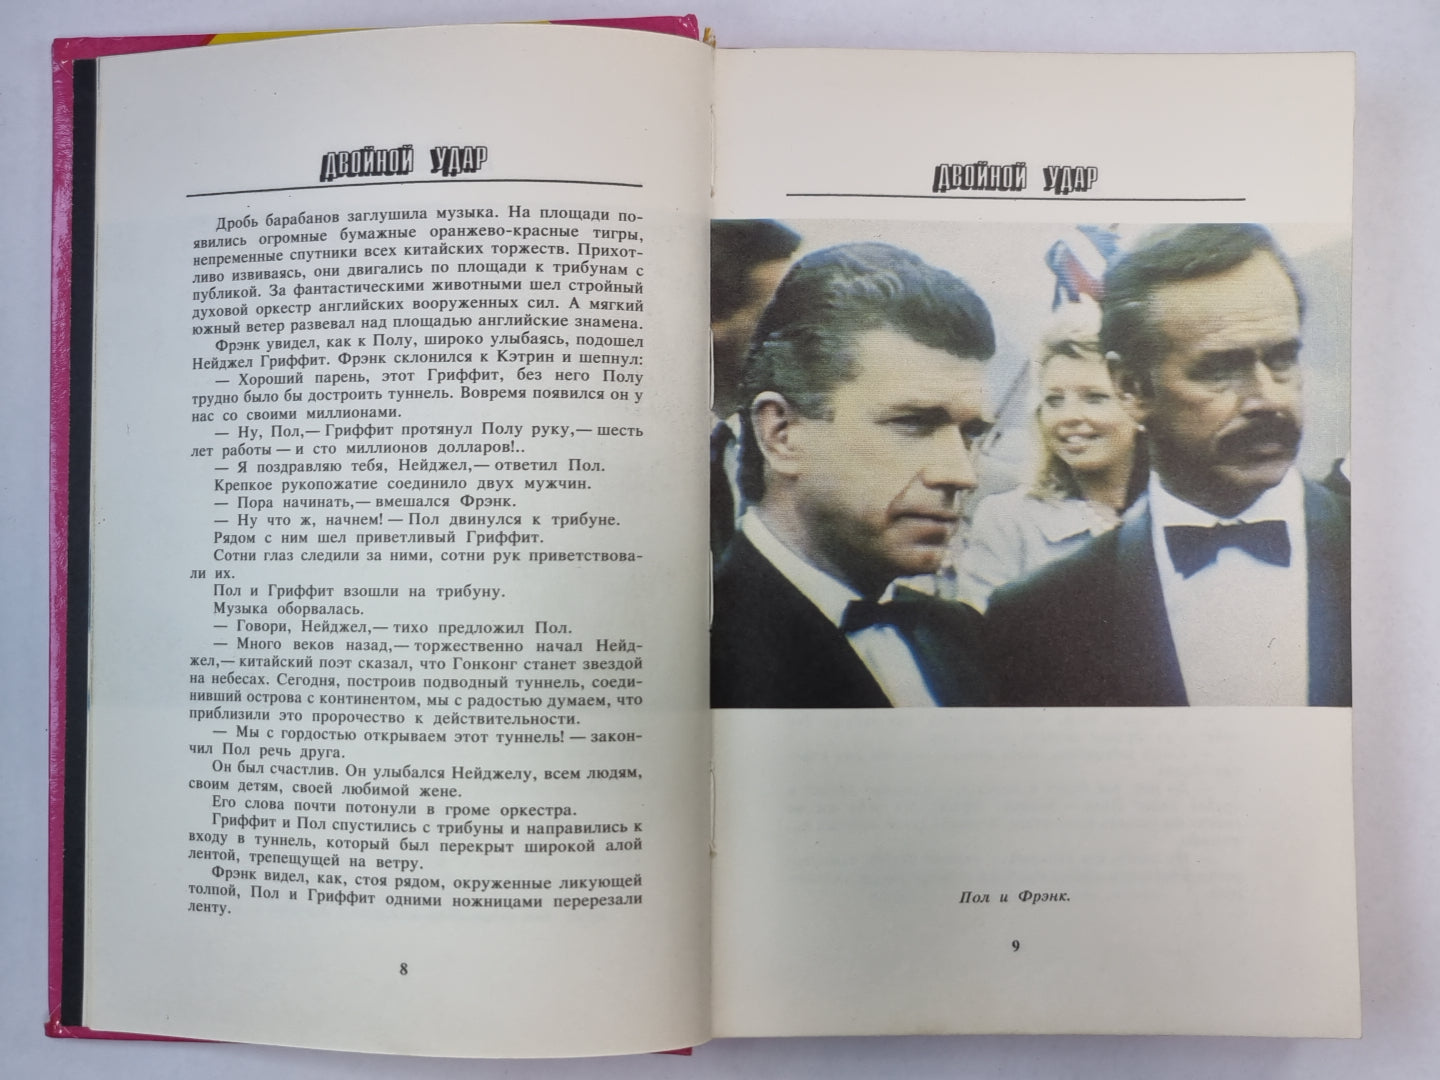 ДВОЙНОЙ УДАР
Дробь барабанов заглушила музыка. На площади по-
явились огромные бумажные оранжево-красные тигры,
непременные спутники всех китайских торжеств. Прихот-
ливо извиваясь, они двигались по площади к трибунам с
публикой. За фантастическими животными шел стройный
духовой оркестр английских вооруженных сил. А мягкий
южный ветер развевал над площадью английские знамена.
Фрэнк увидел, как к Полу, широко улыбаясь, подошел
Нейджел Гриффит. Фрэнк склонился к Кэтрин и шепнул:
— Хороший парень, этот Гриффит, без него Полу
трудно было бы достроить туннель. Вовремя появился он у
нас со своими миллионами.
— Ну, Пол,— Гриффит протянул Полу руку,— шесть
лет работы — и сто миллионов долларов!..
— Я поздравляю тебя, Нейджел,— ответил Пол.
Крепкое рукопожатие соединило двух мужчин.
— Пора начинать,— вмешался Фрэнк.
— Ну что ж, начнем! — Пол двинулся к трибуне.
Рядом с ним шел приветливый Гриффит.
Сотни глаз следили за ними, сотни рук приветствова-
ли их.
Пол и Гриффит взошли на трибуну.
Музыка оборвалась.
— Говори, Нейджел,— тихо предложил Пол.
— Много веков назад,— торжественно начал Нейд-
жел,— китайский поэт сказал, что Гонконг станет звездой
на небесах. Сегодня, построив подводный туннель, соеди-
нивший острова с континентом, мы с радостью думаем, что
приблизили это пророчество к действительности.
— Мы с гордостью открываем этот туннель! — закон-
чил Пол речь друга.
Он был счастлив. Он улыбался Нейджелу, всем людям,
своим детям, своей любимой жене.
Его слова почти потонули в громе оркестра.
Гриффит и Пол спустились с трибуны и направились к
входу в туннель, который был перекрыт широкой алой
лентой, трепещущей на ветру.
Фрэнк видел, как, стоя рядом, окруженные ликующей
толпой, Пол и Гриффит одними ножницами перерезали
ленту.
8
ДВОЙНОЙ УДАР
Пол и Фрэнк.
9